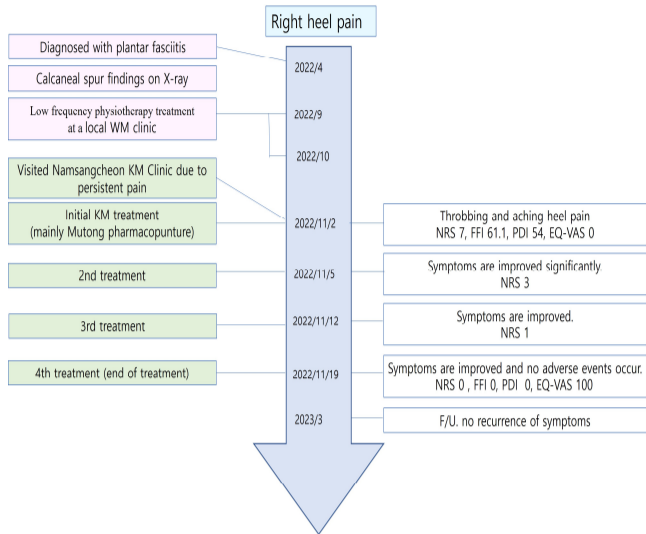 Right heel pain
Diagnosed with plantar fasciitis
Calcaneal spur findings on X-ray
Low frequency physiotherapy treatment
at a local WM clinic
Visited Namsangcheon KM Clinic due to
persistent pain
Initial KM treatment
(mainly Mutong pharmacopunture)
2nd treatment
3rd treatment
4th treatment (end of treatment)
2022/4
2022/9
2022/10
2022/11/2
2022/11/5
2022/11/12
2022/11/19
2023/3
Throbbing and aching heel pain
NRS 7, FFI 61.1, PDI 54, EQ-VAS 0
Symptoms are improved significantly.
NRS 3
Symptoms are improved.
NRS 1
Symptoms are improved and no adverse events occur.
NRS 0 , FFI 0, PDI 0, EQ-VAS 100
F/U. no recurrence of symptoms